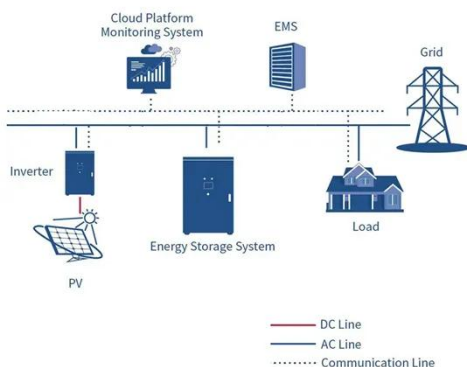 Cloud Platform
Monitoring System
EMS
Grid
Inverter
Energy Storage System
Load
PV
DC Line
AC Line
Communication Line